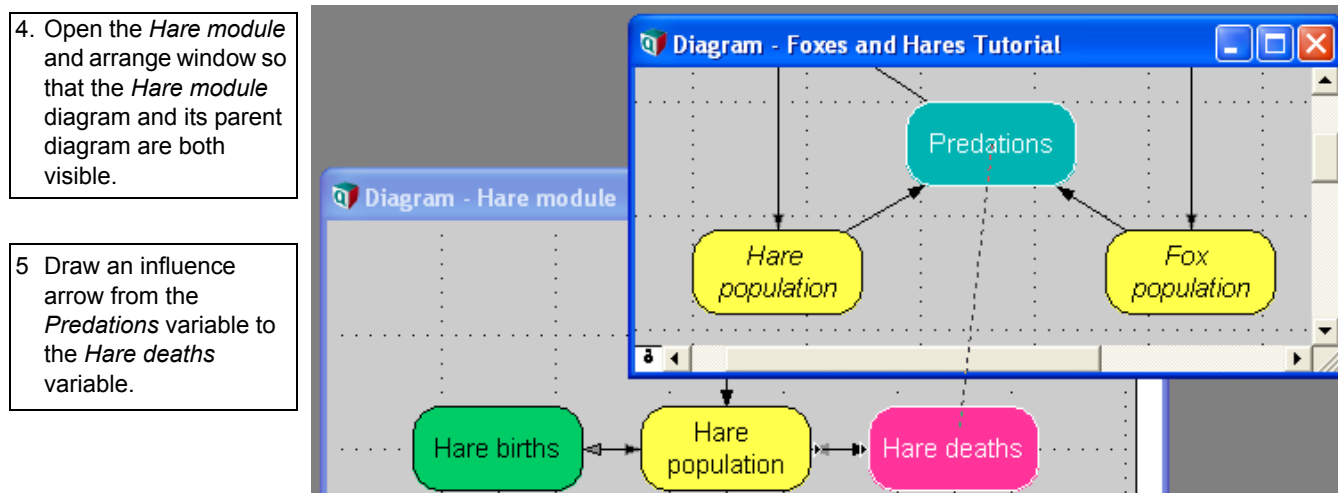 4. Open the Hare module
and arrange window so
that the Hare module
diagram and its parent
diagram are both
visible.
5 Draw an influence
arrow from the
Predations variable to
the Hare deaths
variable.
Diagram - Foxes and Hares Tutorial
Predations
Hare
population
Fox
population
Diagram - Hare module
Hare births
Hare
population
Hare deaths